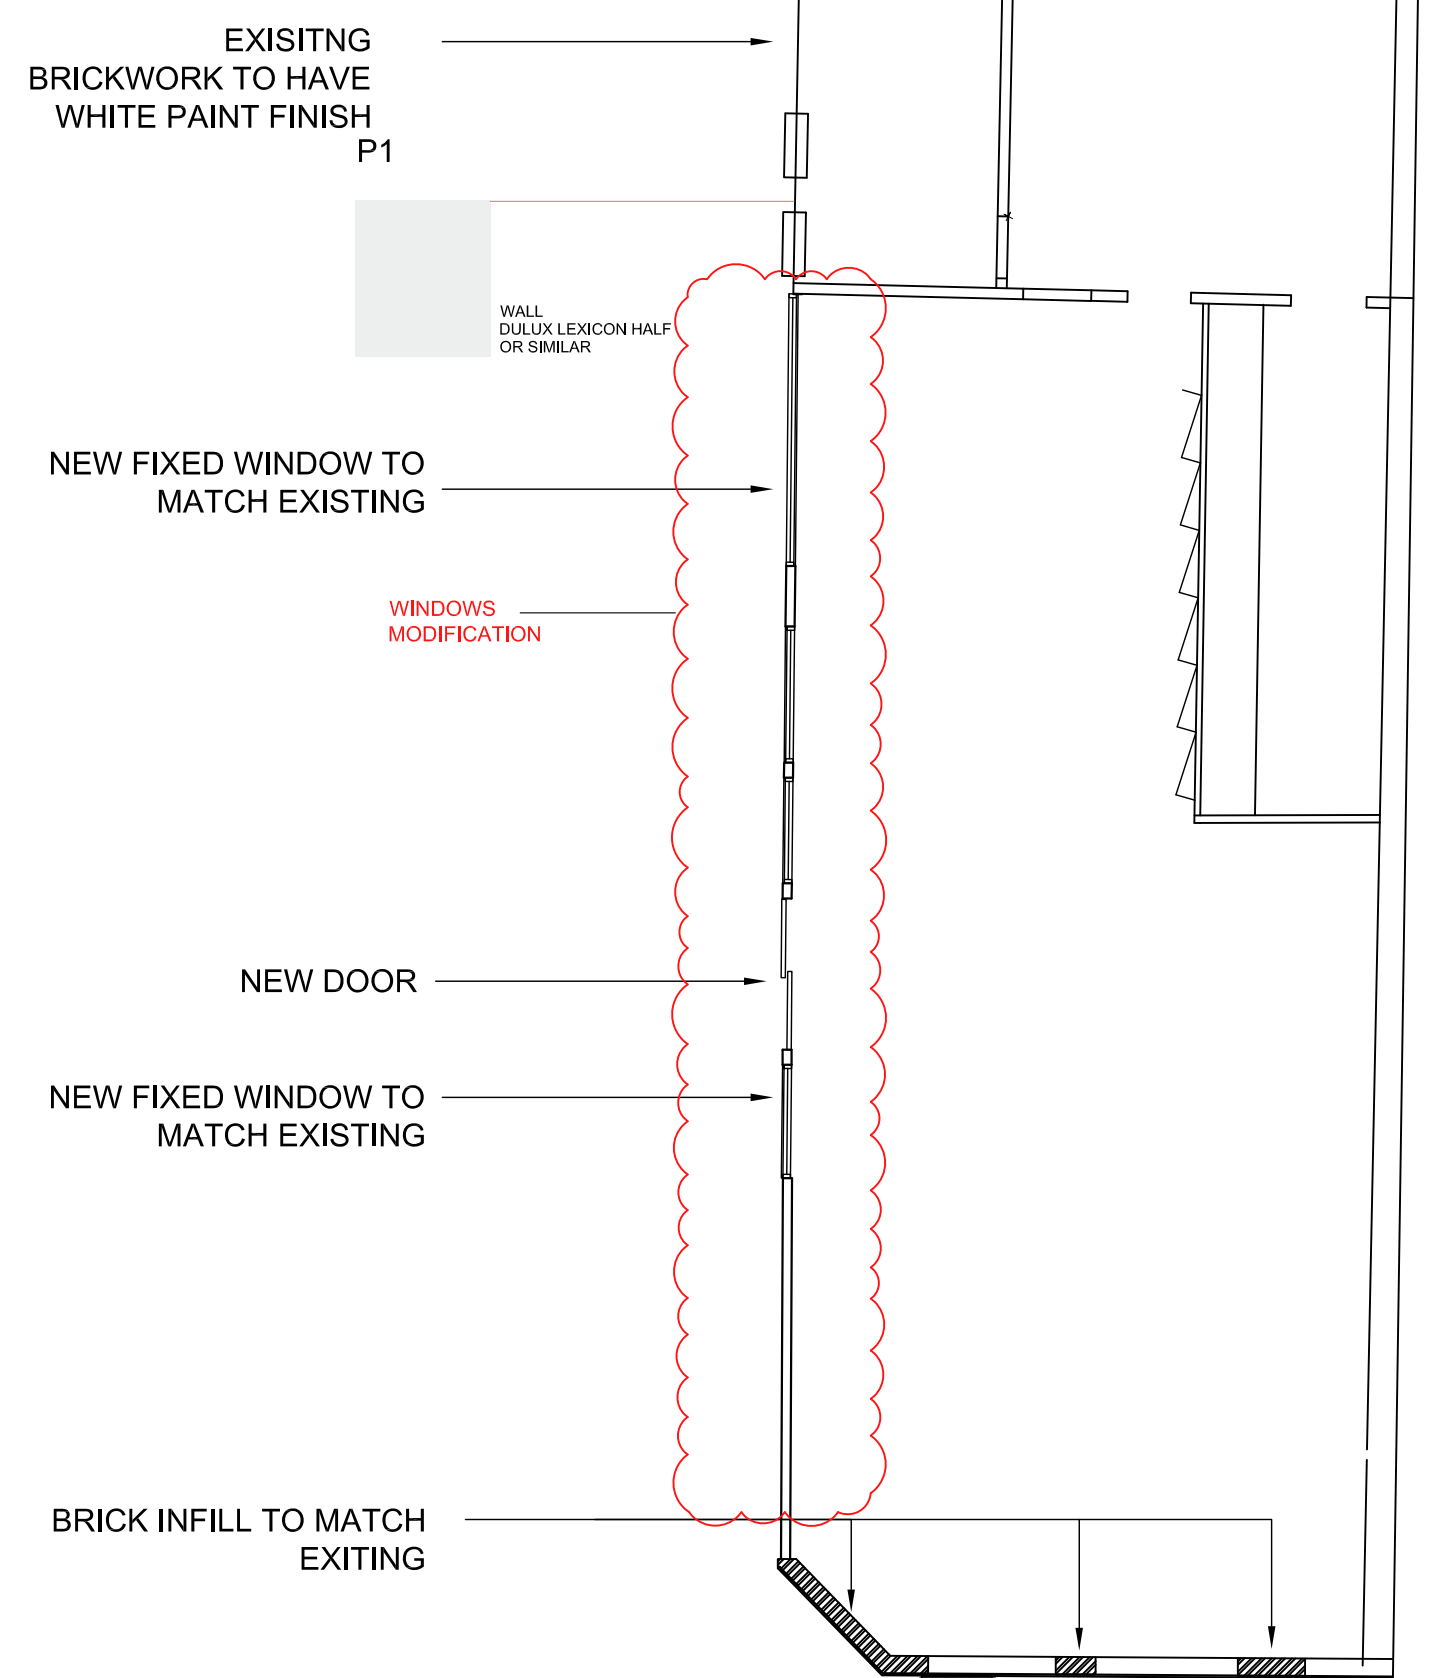 EXISITNG
BRICKWORK TO HAVE
WHITE PAINT FINISH
P1
WALL
DULUX LEXICON HALF
OR SIMILAR
NEW FIXED WINDOW TO
MATCH EXISTING
WINDOWS
MODIFICATION
NEW DOOR
NEW FIXED WINDOW TO
MATCH EXISTING
BRICK INFILL TO MATCH
EXITING